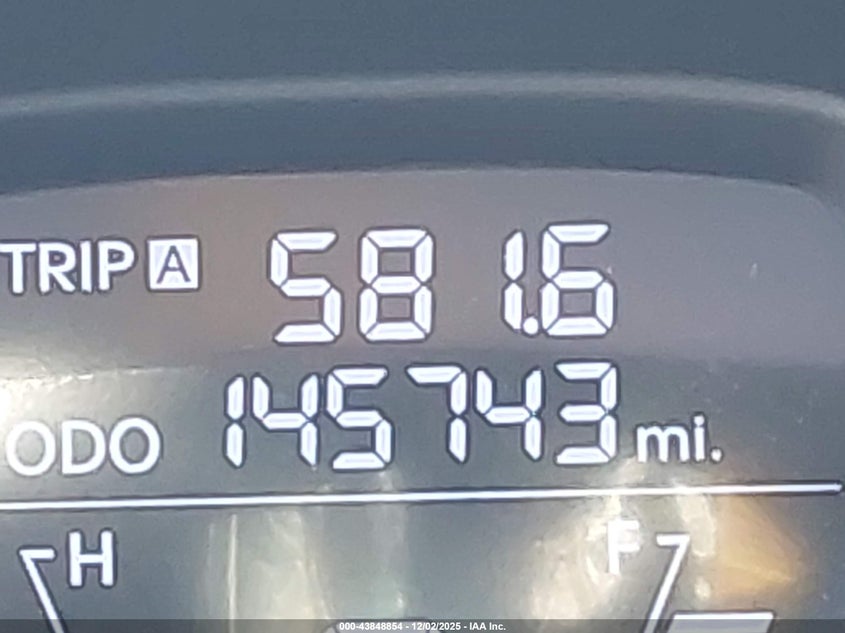 TRIP A 581.6
ODO 145743 mi.
H F
000-43848854 - 12/02/2025 - IAA Inc.